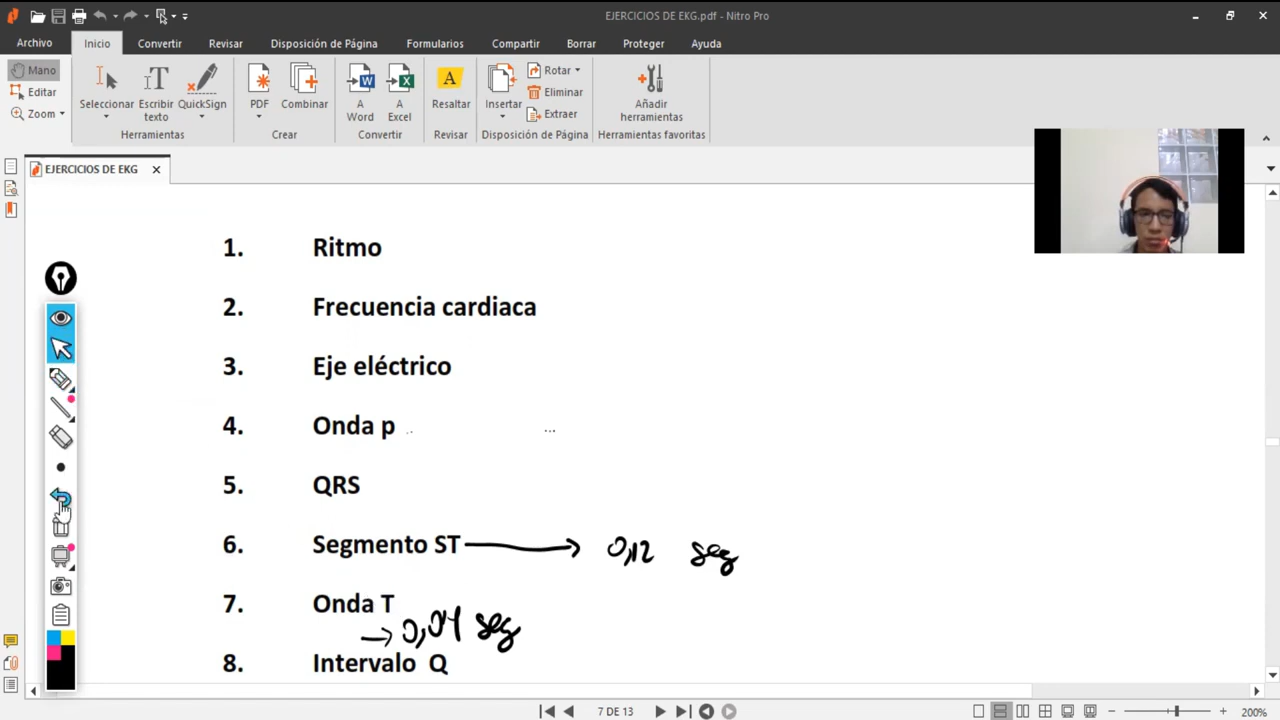 EJERCICIOS DE EKG.pdf - Nitro Pro
Archivo Inicio Convertir Revisar Disposición de Página Formularios Compartir Borrar Proteger Ayuda
Mano
Editar
Zoom
Seleccionar
Escribir texto
QuickSign
Herramientas
PDF
Combinar
Crear
A Word
A Excel
Convertir
Resaltar
Revisar
Insertar
Rotar
Eliminar
Extraer
Disposición de Página
Añadir herramientas
Herramientas favoritas
EJERCICIOS DE EKG
1. Ritmo
2. Frecuencia cardiaca
3. Eje eléctrico
4. Onda p
5. QRS
6. Segmento ST → 0,12 seg
7. Onda T
→ 0,04 seg
8. Intervalo Q
7 DE 13
200%